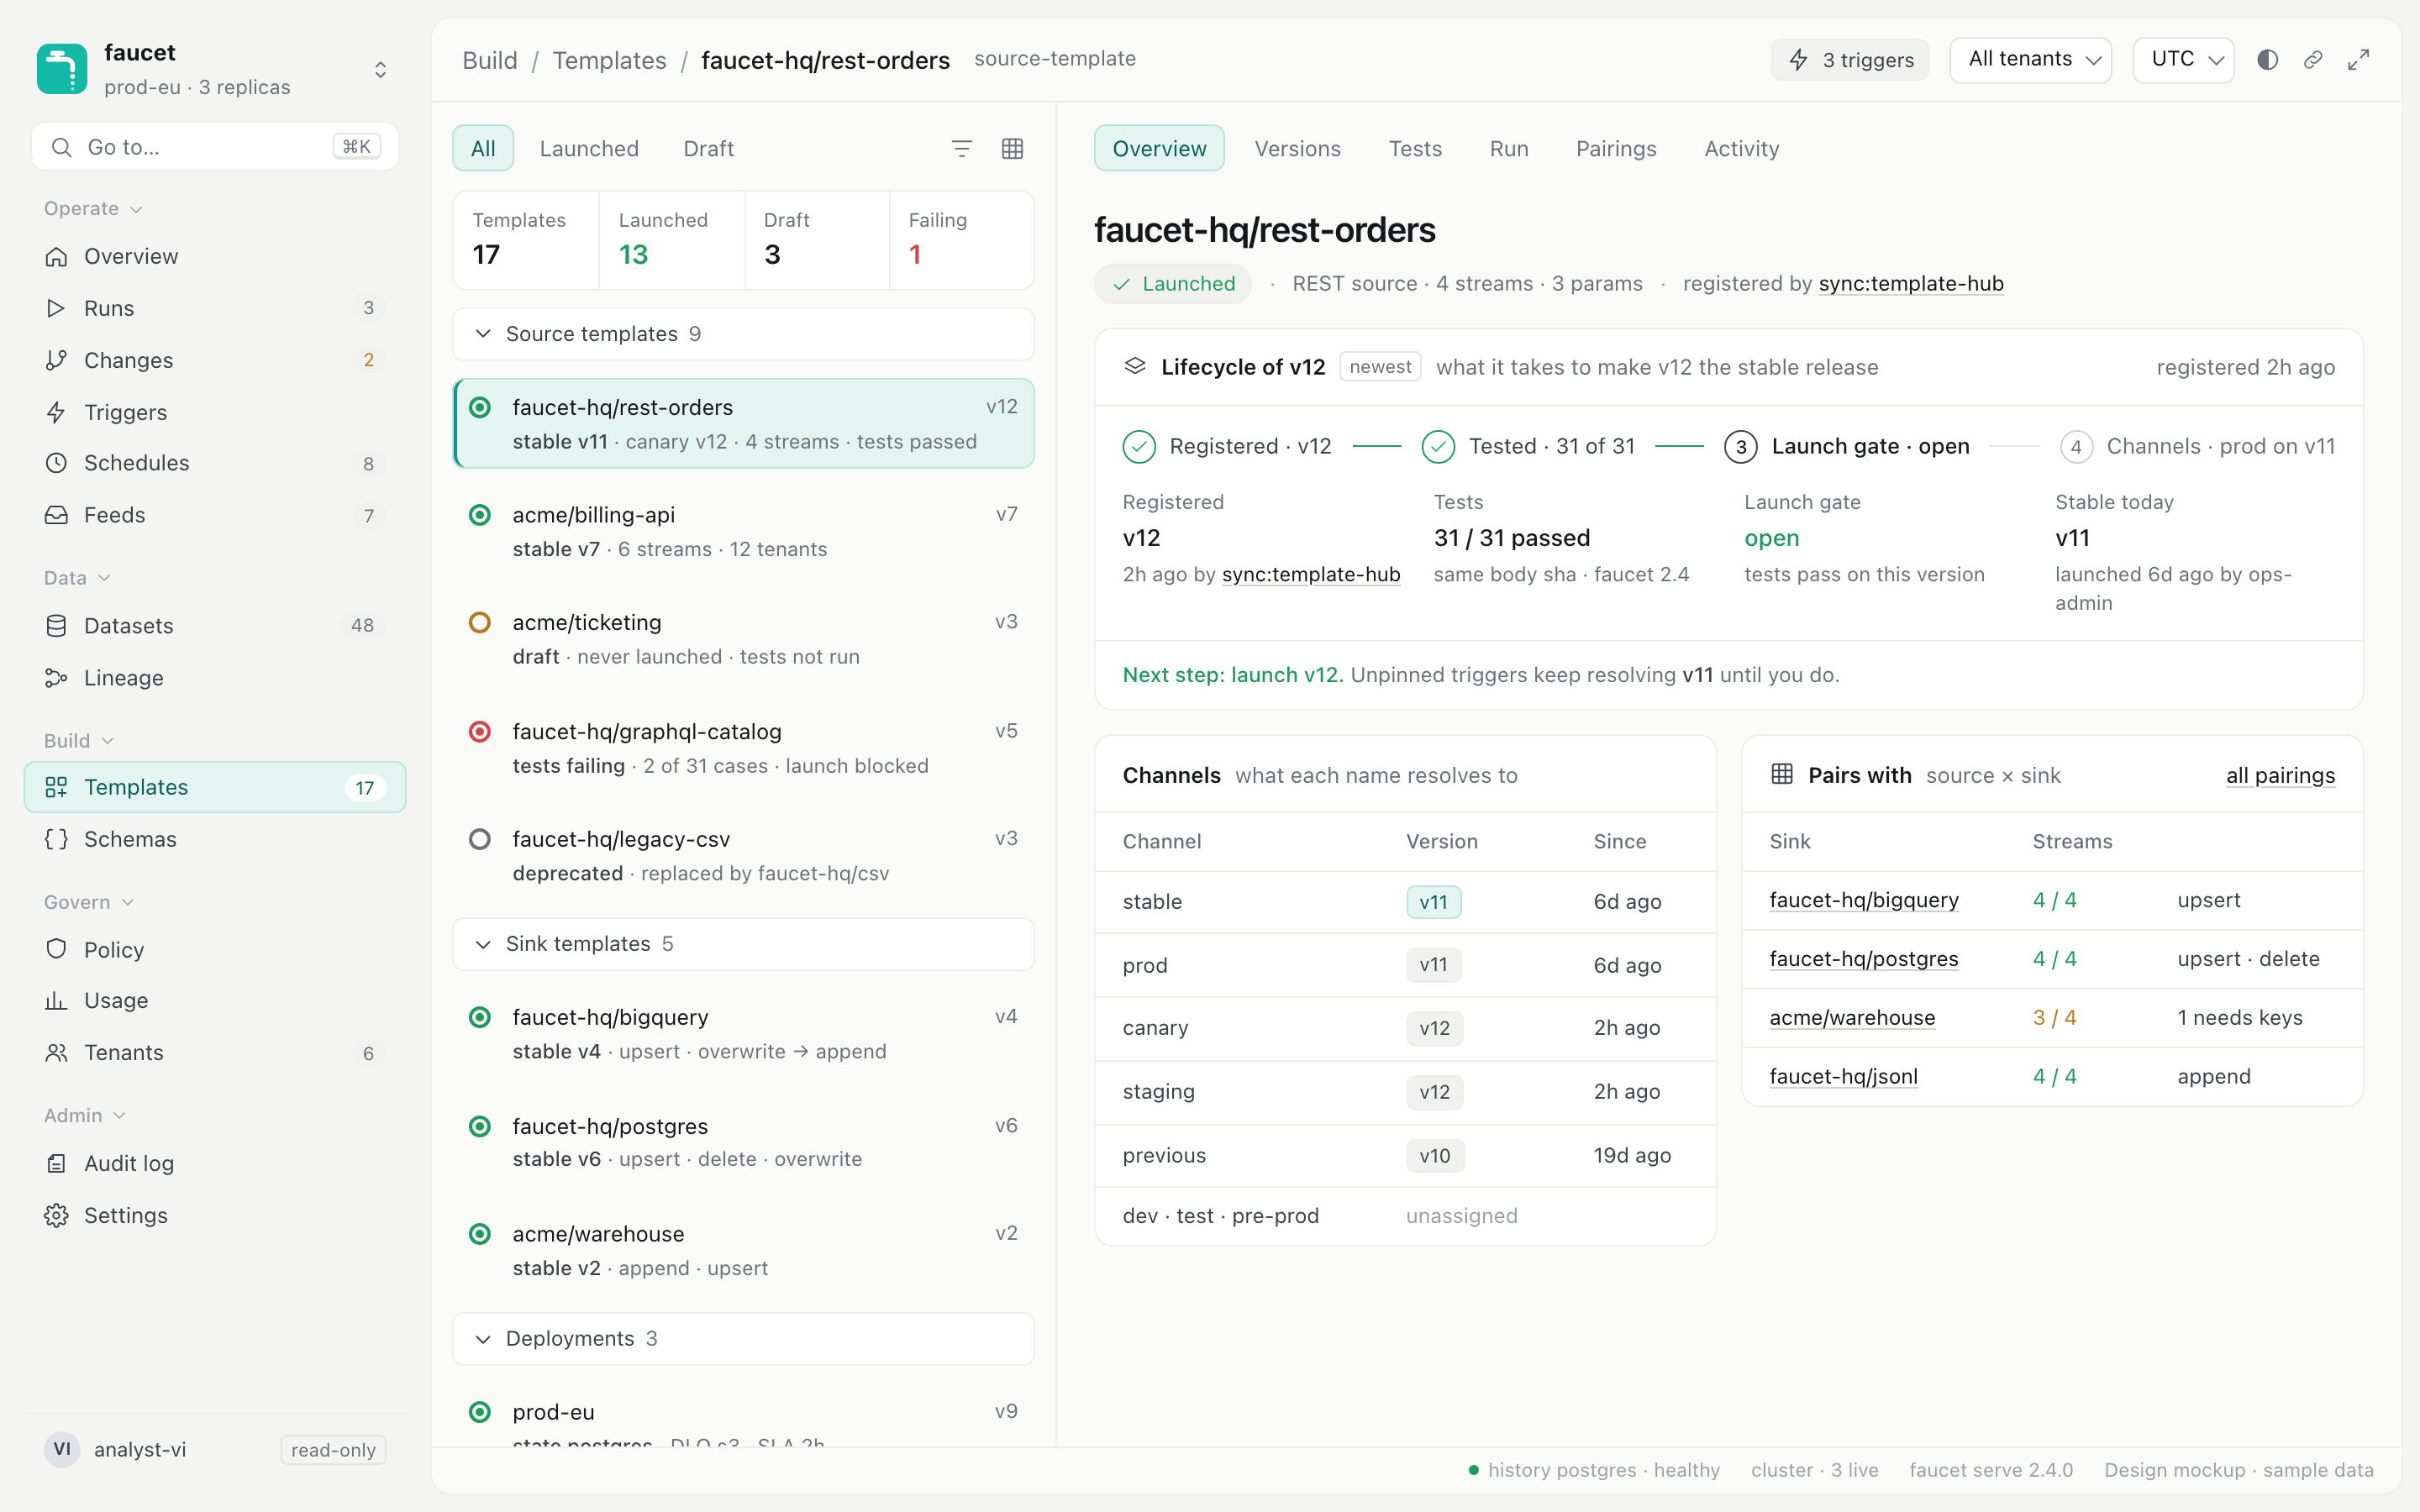 faucet
prod-eu · 3 replicas
Go to...
⌘K
Operate
Overview
Runs 3
Changes 2
Triggers
Schedules 8
Feeds 7
Data
Datasets 48
Lineage
Build
Templates 17
Schemas
Govern
Policy
Usage
Tenants 6
Admin
Audit log
Settings
VI analyst-vi read-only
Build / Templates / faucet-hq/rest-orders source-template
3 triggers
All tenants
UTC
All Launched Draft
Templates Launched Draft Failing
17 13 3 1
Source templates 9
faucet-hq/rest-orders v12
stable v11 · canary v12 · 4 streams · tests passed
acme/billing-api v7
stable v7 · 6 streams · 12 tenants
acme/ticketing v3
draft · never launched · tests not run
faucet-hq/graphql-catalog v5
tests failing · 2 of 31 cases · launch blocked
faucet-hq/legacy-csv v3
deprecated · replaced by faucet-hq/csv
Sink templates 5
faucet-hq/bigquery v4
stable v4 · upsert · overwrite → append
faucet-hq/postgres v6
stable v6 · upsert · delete · overwrite
acme/warehouse v2
stable v2 · append · upsert
Deployments 3
prod-eu v9
state postgres · DLQ s3 · SLA 2h
Overview Versions Tests Run Pairings Activity
faucet-hq/rest-orders
Launched · REST source · 4 streams · 3 params · registered by sync:template-hub
Lifecycle of v12 newest what it takes to make v12 the stable release registered 2h ago
Registered · v12 Tested · 31 of 31 3 Launch gate · open 4 Channels · prod on v11
Registered Tests Launch gate Stable today
v12 31 / 31 passed open v11
2h ago by sync:template-hub same body sha · faucet 2.4 tests pass on this version launched 6d ago by ops-
admin
Next step: launch v12. Unpinned triggers keep resolving v11 until you do.
Channels what each name resolves to
Channel Version Since
stable v11 6d ago
prod v11 6d ago
canary v12 2h ago
staging v12 2h ago
previous v10 19d ago
dev · test · pre-prod unassigned
Pairs with source × sink all pairings
Sink Streams
faucet-hq/bigquery 4 / 4 upsert
faucet-hq/postgres 4 / 4 upsert · delete
acme/warehouse 3 / 4 1 needs keys
faucet-hq/jsonl 4 / 4 append
history postgres · healthy cluster · 3 live faucet serve 2.4.0 Design mockup · sample data